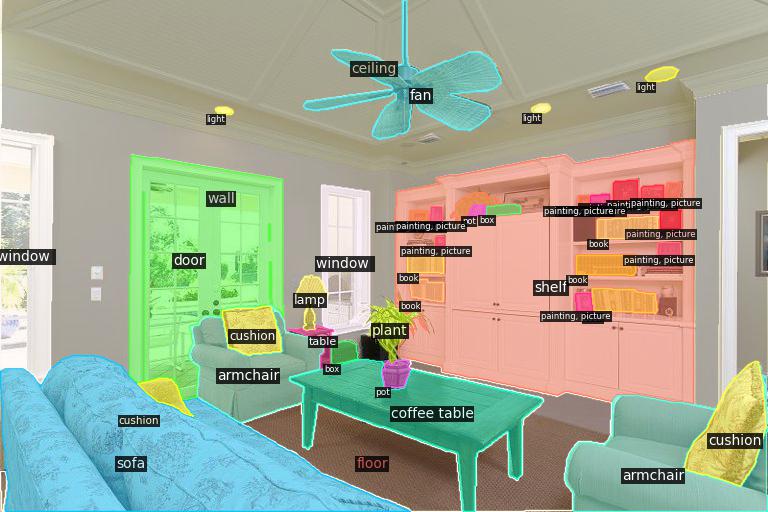 ceiling
fan
light
light
light
wall
door
window
window
lamp
cushion
table
armchair
box
plant
pot
coffee table
cushion
sofa
floor
armchair
cushion
shelf
painting, picture
painting, picture
pot
box
painting, picture
painting, picture
painting, picture
book
painting, picture
book
painting, picture
book
book